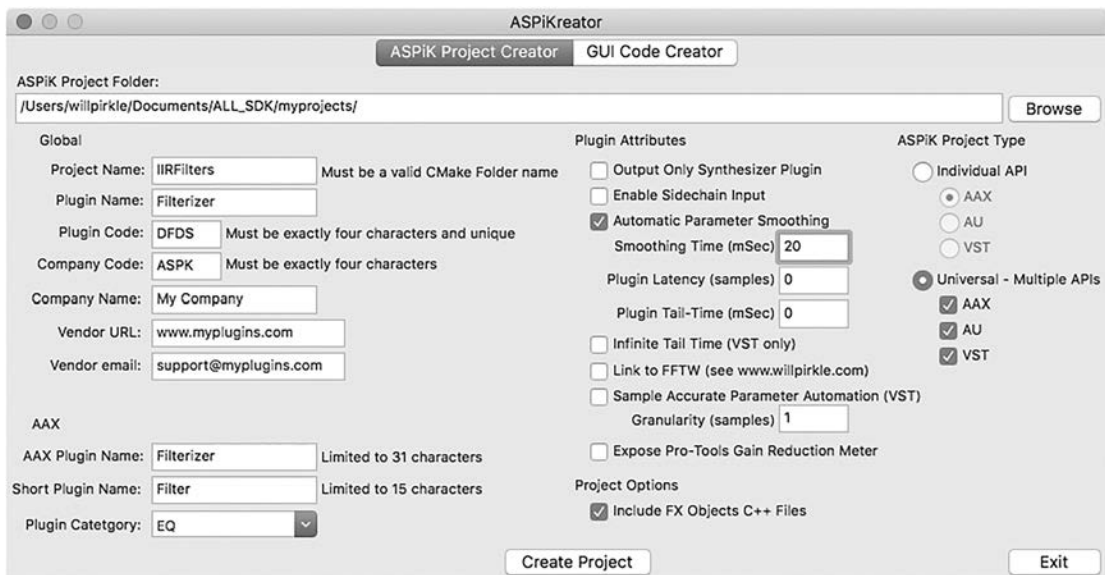 ASPiKreator
ASPiK Project Creator
GUI Code Creator
ASPiK Project Folder:
/Users/willpirkle/Documents/ALL_SDK/myprojects/
Browse
Global
Project Name: IIRFilters Must be a valid CMake Folder name
Plugin Name: Filterizer
Plugin Code: DFDS Must be exactly four characters and unique
Company Code: ASPK Must be exactly four characters
Company Name: My Company
Vendor URL: www.myplugins.com
Vendor email: support@myplugins.com
AAX
AAX Plugin Name: Filterizer Limited to 31 characters
Short Plugin Name: Filter Limited to 15 characters
Plugin Catetgory: EQ
Plugin Attributes
Output Only Synthesizer Plugin
Enable Sidechain Input
Automatic Parameter Smoothing
Smoothing Time (mSec) 20
Plugin Latency (samples) 0
Plugin Tail-Time (mSec) 0
Infinite Tail Time (VST only)
Link to FFTW (see www.willpirkle.com)
Sample Accurate Parameter Automation (VST)
Granularity (samples) 1
Expose Pro-Tools Gain Reduction Meter
Project Options
Include FX Objects C++ Files
ASPiK Project Type
Individual API
AAX
AU
VST
Universal - Multiple APIs
AAX
AU
VST
Create Project
Exit